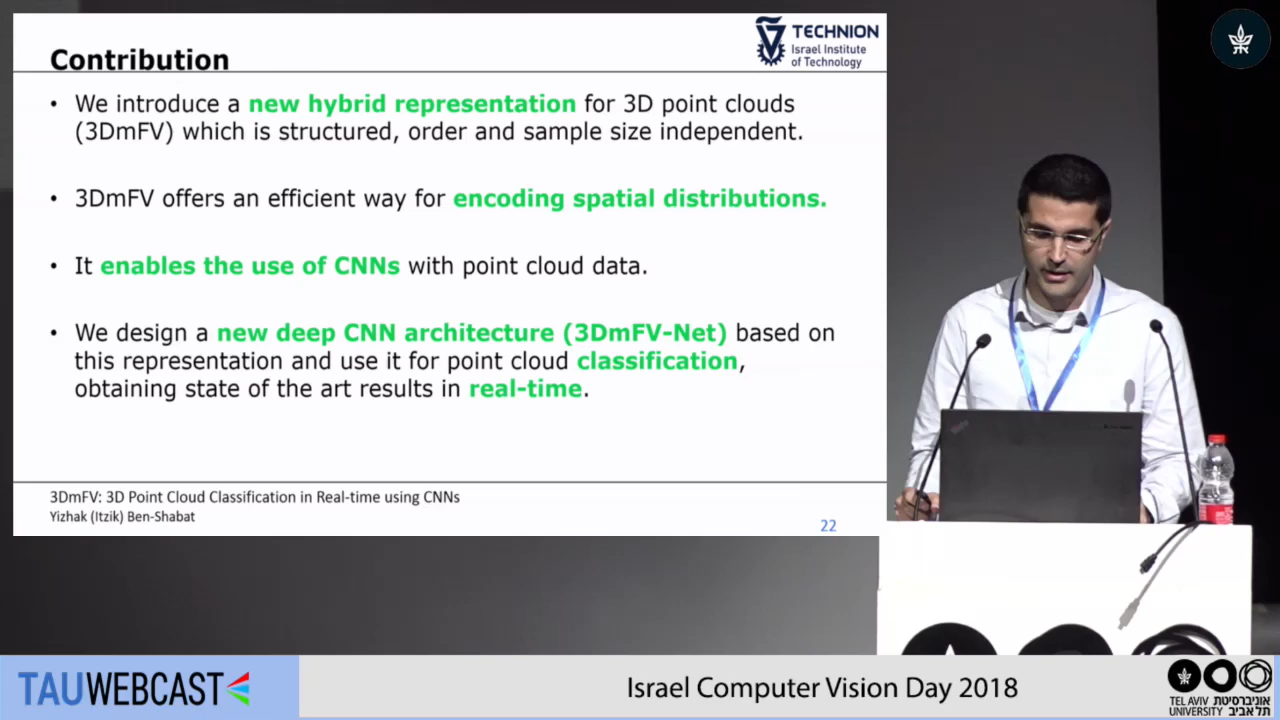 Contribution
TECHNION
Israel Institute
of Technology
• We introduce a new hybrid representation for 3D point clouds
(3DmFV) which is structured, order and sample size independent.
• 3DmFV offers an efficient way for encoding spatial distributions.
• It enables the use of CNNs with point cloud data.
• We design a new deep CNN architecture (3DmFV-Net) based on
this representation and use it for point cloud classification,
obtaining state of the art results in real-time.
3DmFV: 3D Point Cloud Classification in Real-time using CNNs
Yizhak (Itzik) Ben-Shabat
22
TAUWEBCAST
Israel Computer Vision Day 2018
TEL AVIV אוניברסיטת
UNIVERSITY תל אביב